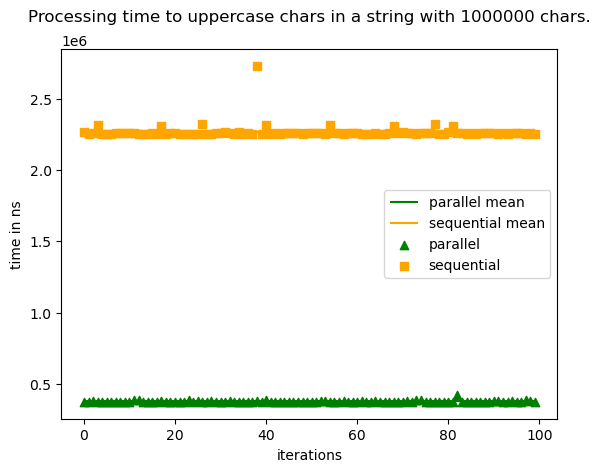 Processing time to uppercase chars in a string with 1000000 chars.
1e6
2.5
2.0
1.5
1.0
0.5
time in ns
parallel mean
sequential mean
parallel
sequential
0 20 40 60 80 100
iterations